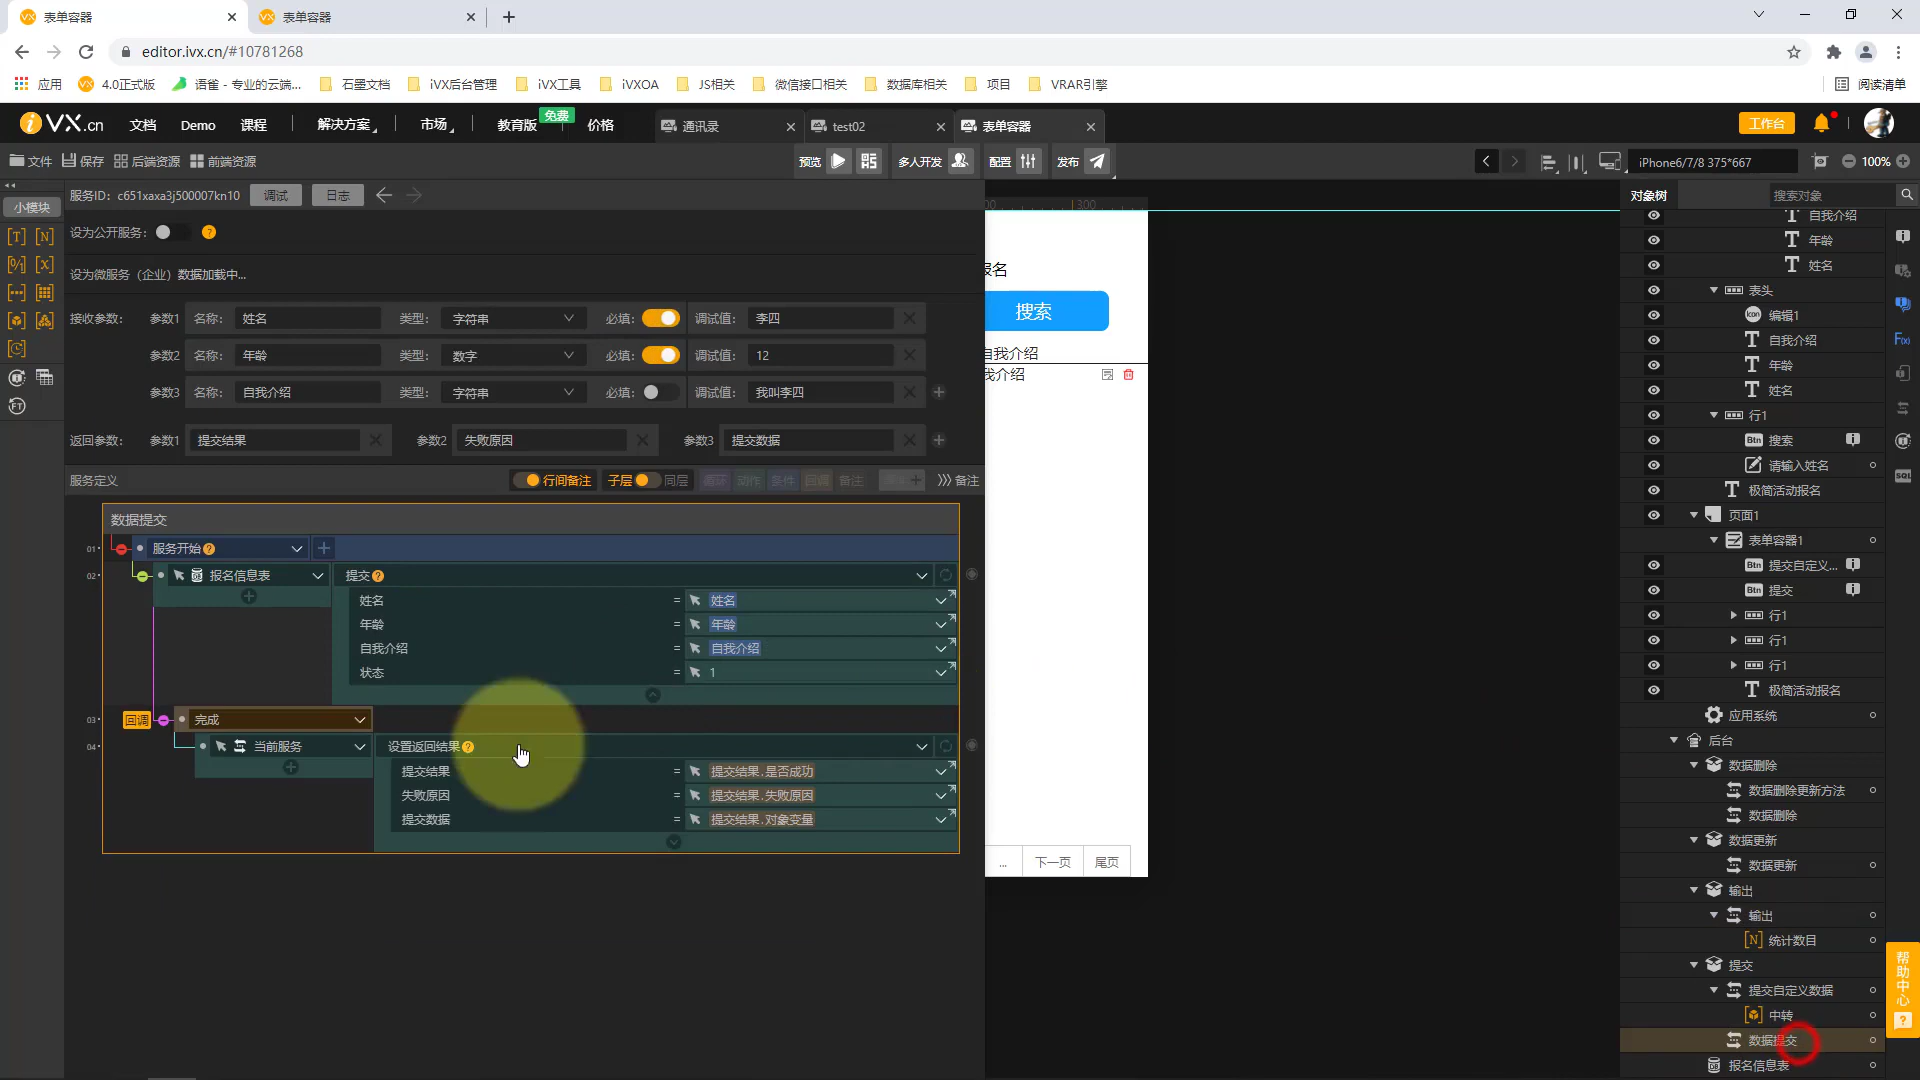 表单容器
表单容器
editor.ivx.cn/#10781268
应用 4.0正式版 语雀 - 专业的云端... 石墨文档 iVX后台管理 iVX工具 iVXOA JS相关 微信接口相关 数据库相关 项目 VRAR引擎 阅读清单
iVX.cn 文档 Demo 课程 解决方案 市场 教育版 免费 价格 通讯录 test02 表单容器 工作台
文件 保存 后端资源 前端资源 预览 多人开发 配置 发布 iPhone6/7/8 375*667 100%
小模块 服务ID: c651xaxa3j500007kn10 调试 日志 对象树 搜索对象
设为公开服务:
设为微服务（企业）数据加载中...
接收参数: 参数1 名称: 姓名 类型: 字符串 必填: 调试值: 李四
参数2 名称: 年龄 类型: 数字 必填: 调试值: 12
参数3 名称: 自我介绍 类型: 字符串 必填: 调试值: 我叫李四
返回参数: 参数1 提交结果 参数2 失败原因 参数3 提交数据
服务定义 行间备注 子层 同层 动作 条件 回调 备注 备注
数据提交
01 服务开始
02 报名信息表 提交
姓名 = 姓名
年龄 = 年龄
自我介绍 = 自我介绍
状态 = 1
03 回调 完成
04 当前服务 设置返回结果
提交结果 = 提交结果.是否成功
失败原因 = 提交结果.失败原因
提交数据 = 提交结果.对象变量
300
报名
搜索
自我介绍
我介绍
... 下一页 尾页
自我介绍
年龄
姓名
表头
编辑1
自我介绍
年龄
姓名
行1
Btn 搜索
请输入姓名
极简活动报名
页面1
表单容器1
Btn 提交自定义...
Btn 提交
行1
行1
行1
极简活动报名
应用系统
后台
数据删除
数据删除更新方法
数据删除
数据更新
数据更新
输出
输出
统计数目
提交
提交自定义数据
中转
数据提交
报名信息表
帮助中心